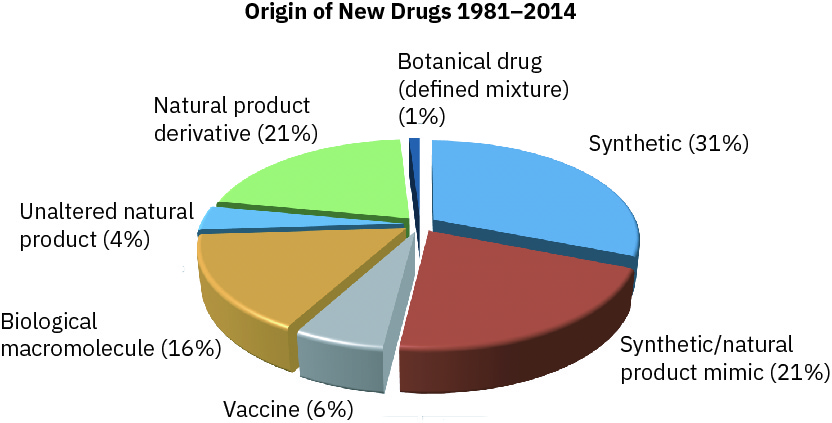 Origin of New Drugs 1981–2014
Botanical drug
(defined mixture)
(1%)
Natural product
derivative (21%)
Synthetic (31%)
Unaltered natural
product (4%)
Biological
macromolecule (16%)
Synthetic/natural
product mimic (21%)
Vaccine (6%)